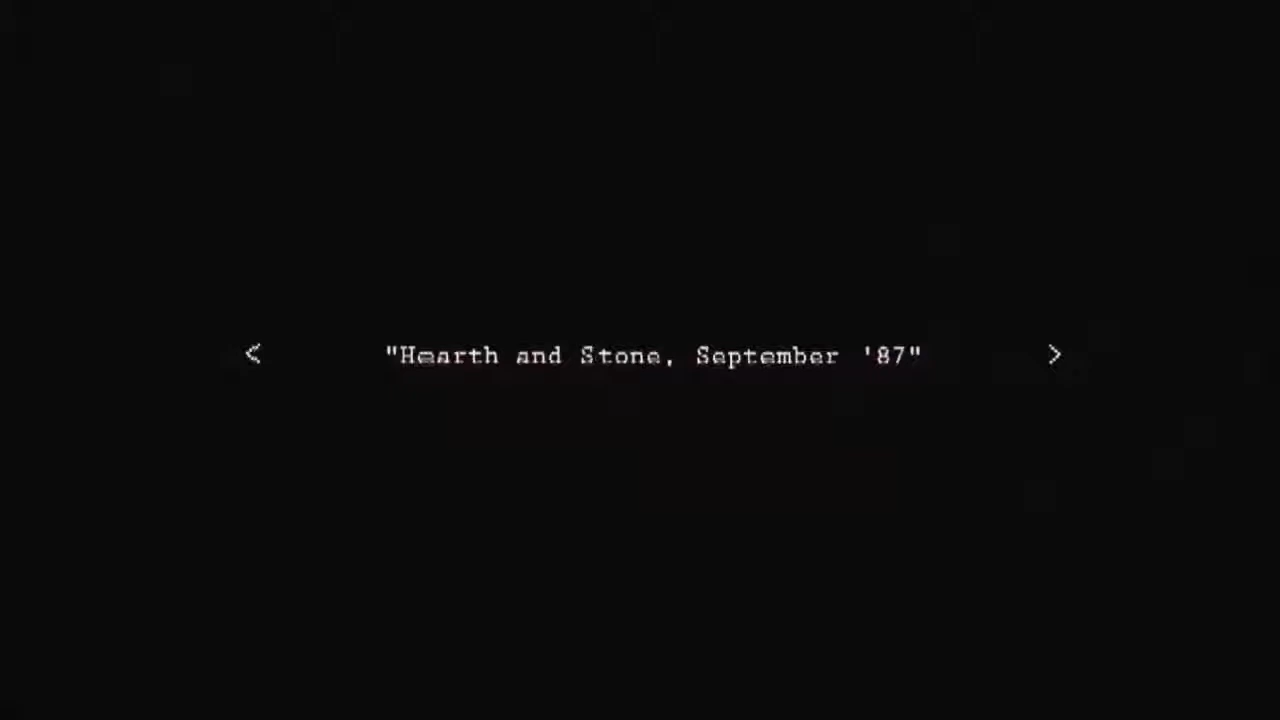 < "Hearth and Stone, September '87" >